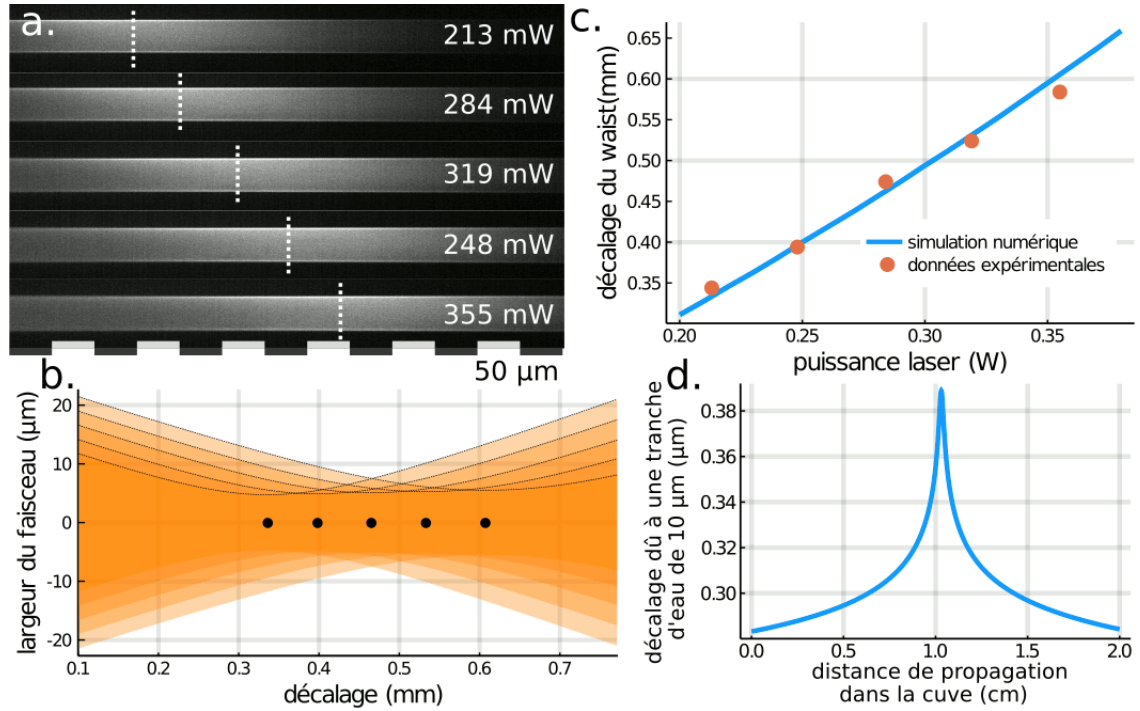 a.
213 mW
284 mW
319 mW
248 mW
355 mW
50 µm
b.
largeur du faisceau (µm)
20
10
0
-10
-20
0.1 0.2 0.3 0.4 0.5 0.6 0.7
décalage (mm)
c.
décalage du waist(mm)
0.65
0.60
0.55
0.50
0.45
0.40
0.35
simulation numérique
données expérimentales
0.20 0.25 0.30 0.35
puissance laser (W)
d.
décalage dû à une tranche
d'eau de 10 µm (µm)
0.38
0.36
0.34
0.32
0.30
0.0 0.5 1.0 1.5 2.0
distance de propagation
dans la cuve (cm)